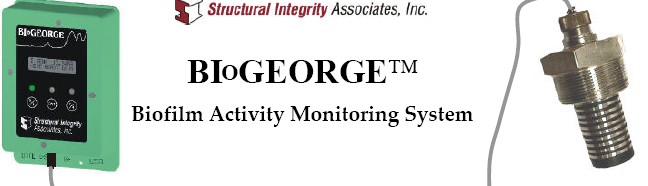 Structural Integrity Associates, Inc.
BIoGEORGE™
Biofilm Activity Monitoring System
BIoGEORGE
Structural Integrity
Associates, Inc.